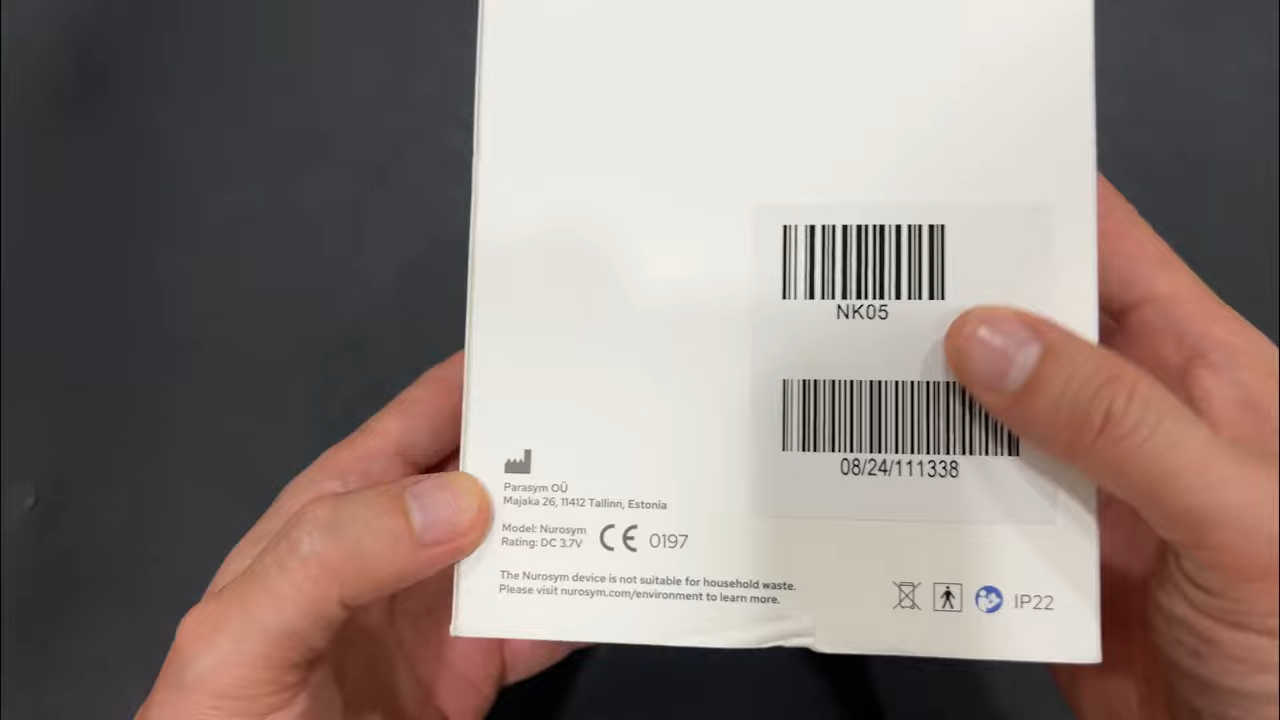 NK05
08/24/111338
Parasym OÜ
Majaka 26, 11412 Tallinn, Estonia
Model: Nurosym
Rating: DC 3.7V
CE 0197
The Nurosym device is not suitable for household waste.
Please visit nurosym.com/environment to learn more.
IP22